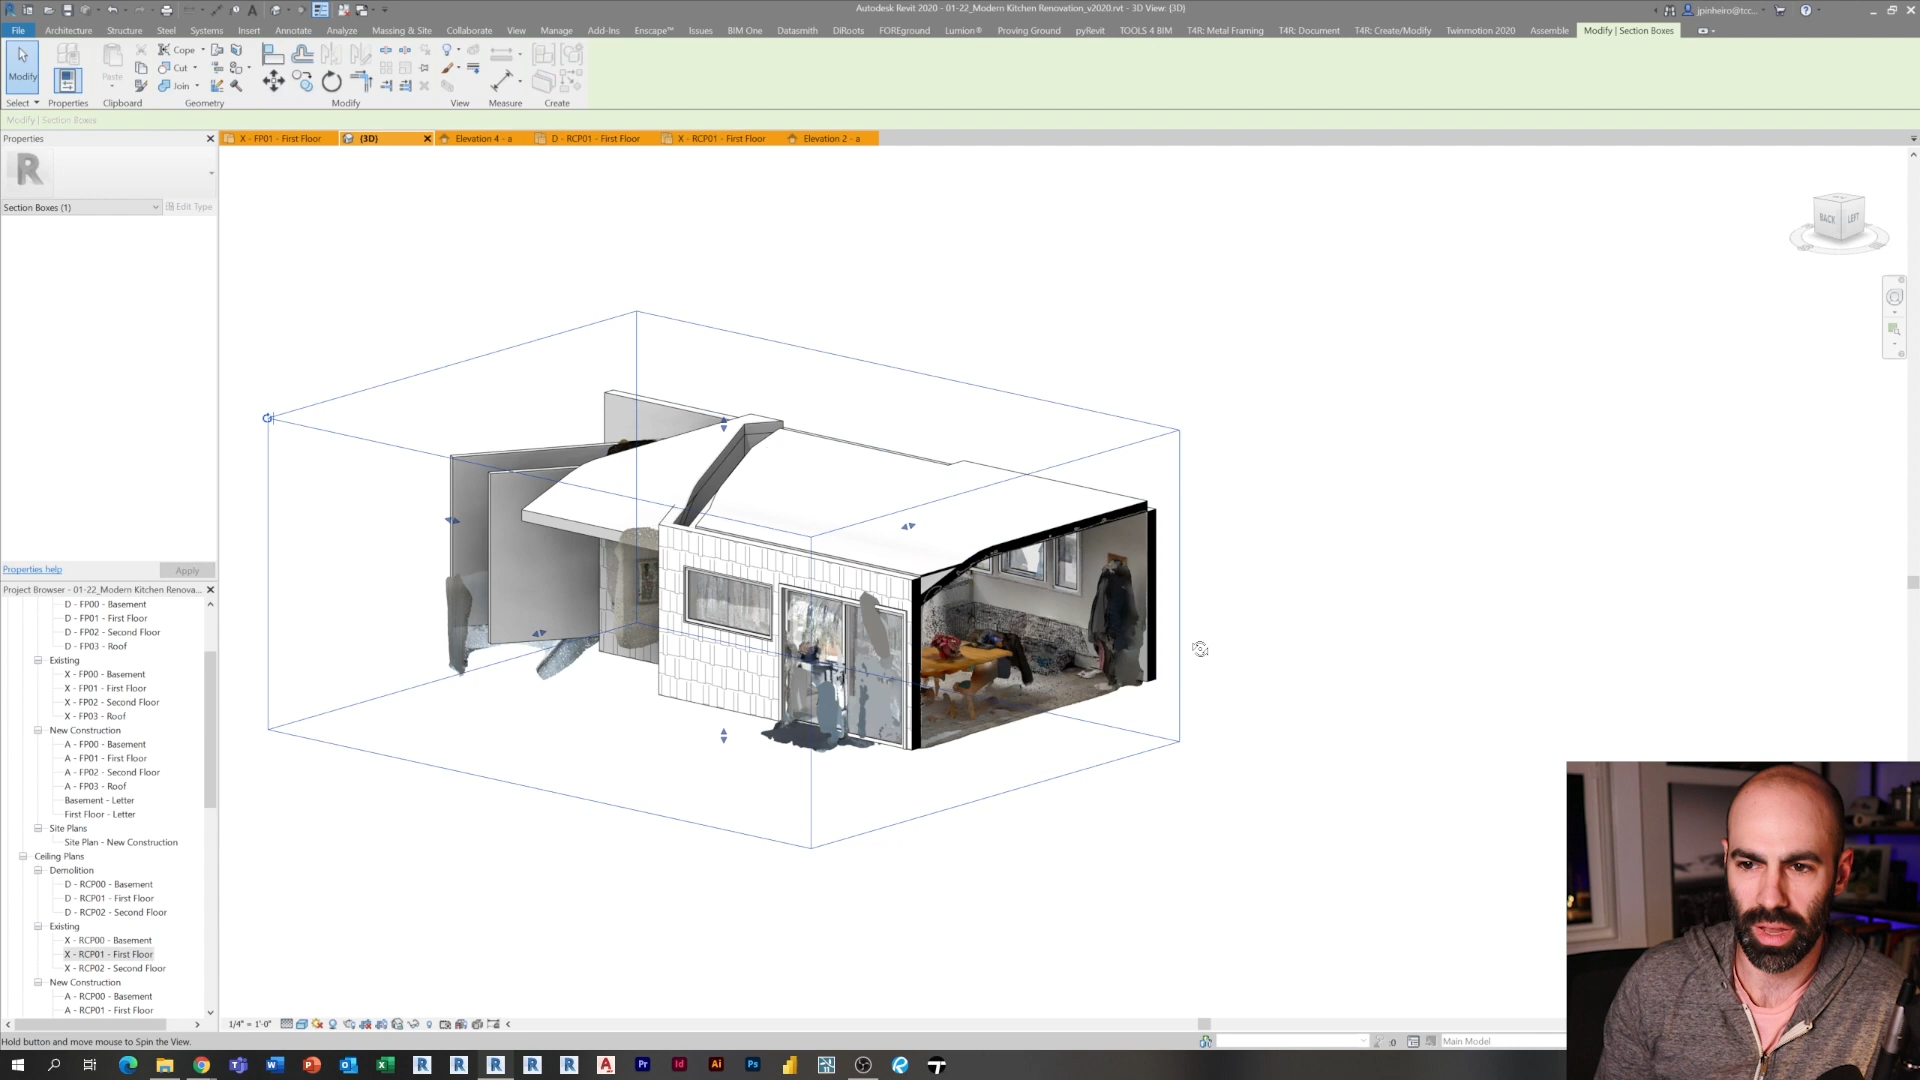 Autodesk Revit 2020 - 01-22_Modern Kitchen Renovation_v2020.rvt - 3D View: {3D}
jpinheiro@tcc...
File Architecture Structure Steel Systems Insert Annotate Analyze Massing & Site Collaborate View Manage Add-Ins Enscape™ Issues BIM One Datasmith DiRoots FOREground Lumion® Proving Ground pyRevit TOOLS 4 BIM T4R: Metal Framing T4R: Document T4R: Create/Modify Twinmotion 2020 Assemble Modify | Section Boxes
Cope
Cut
Join
Modify
Paste
Select Properties Clipboard Geometry Modify View Measure Create
Modify | Section Boxes
Properties
X - FP01 - First Floor {3D} Elevation 4 - a D - RCP01 - First Floor X - RCP01 - First Floor Elevation 2 - a
R
Section Boxes (1) Edit Type
BACK LEFT
Properties help Apply
Project Browser - 01-22_Modern Kitchen Renova...
D - FP00 - Basement
D - FP01 - First Floor
D - FP02 - Second Floor
D - FP03 - Roof
Existing
X - FP00 - Basement
X - FP01 - First Floor
X - FP02 - Second Floor
X - FP03 - Roof
New Construction
A - FP00 - Basement
A - FP01 - First Floor
A - FP02 - Second Floor
A - FP03 - Roof
Basement - Letter
First Floor - Letter
Site Plans
Site Plan - New Construction
Ceiling Plans
Demolition
D - RCP00 - Basement
D - RCP01 - First Floor
D - RCP02 - Second Floor
Existing
X - RCP00 - Basement
X - RCP01 - First Floor
X - RCP02 - Second Floor
New Construction
A - RCP00 - Basement
A - RCP01 - First Floor
1/4" = 1'-0"
Hold button and move mouse to Spin the View.
:0 Main Model